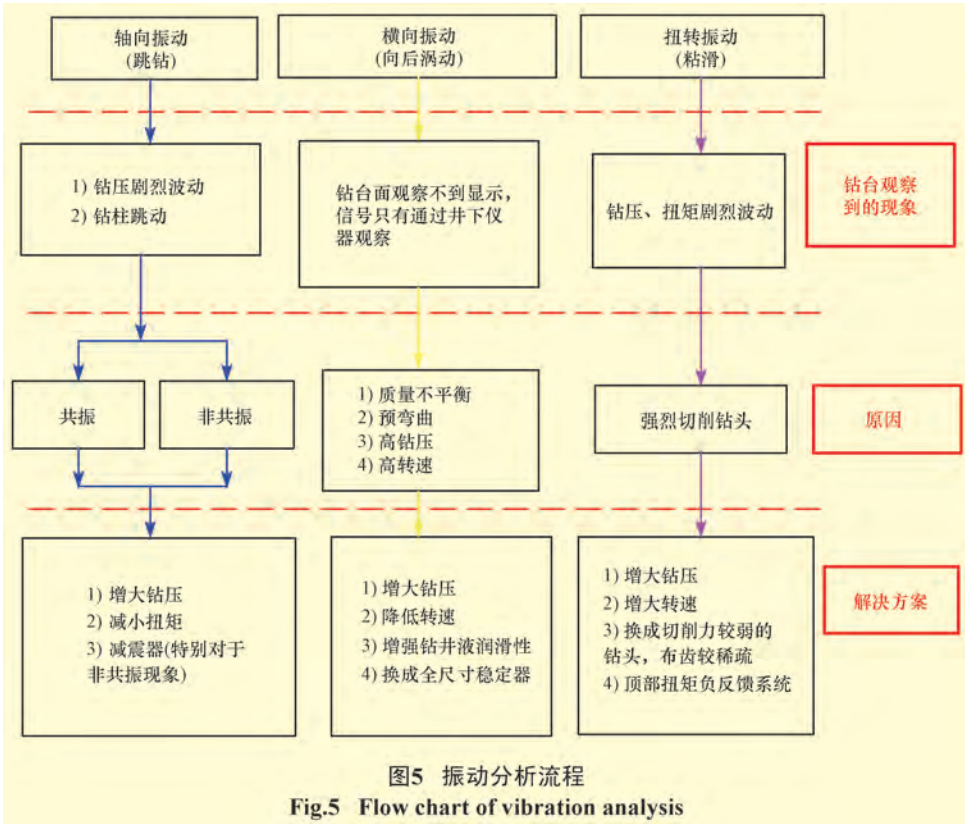 轴向振动
(跳钻)
横向振动
(向后涡动)
扭转振动
(粘滑)
1) 钻压剧烈波动
2) 钻柱跳动
钻台面观察不到显示，
信号只有通过井下仪
器观察
钻压、扭矩剧烈波动
钻台观察
到的现象
共振
非共振
1) 质量不平衡
2) 预弯曲
3) 高钻压
4) 高转速
强烈切削钻头
原因
1) 增大钻压
2) 减小扭矩
3) 减震器(特别对于
非共振现象)
1) 增大钻压
2) 降低转速
3) 增强钻井液润滑性
4) 换成全尺寸稳定器
1) 增大钻压
2) 增大转速
3) 换成切削力较弱的
钻头，布齿较稀疏
4) 顶部扭矩负反馈系统
解决方案
图5 振动分析流程
Fig.5 Flow chart of vibration analysis